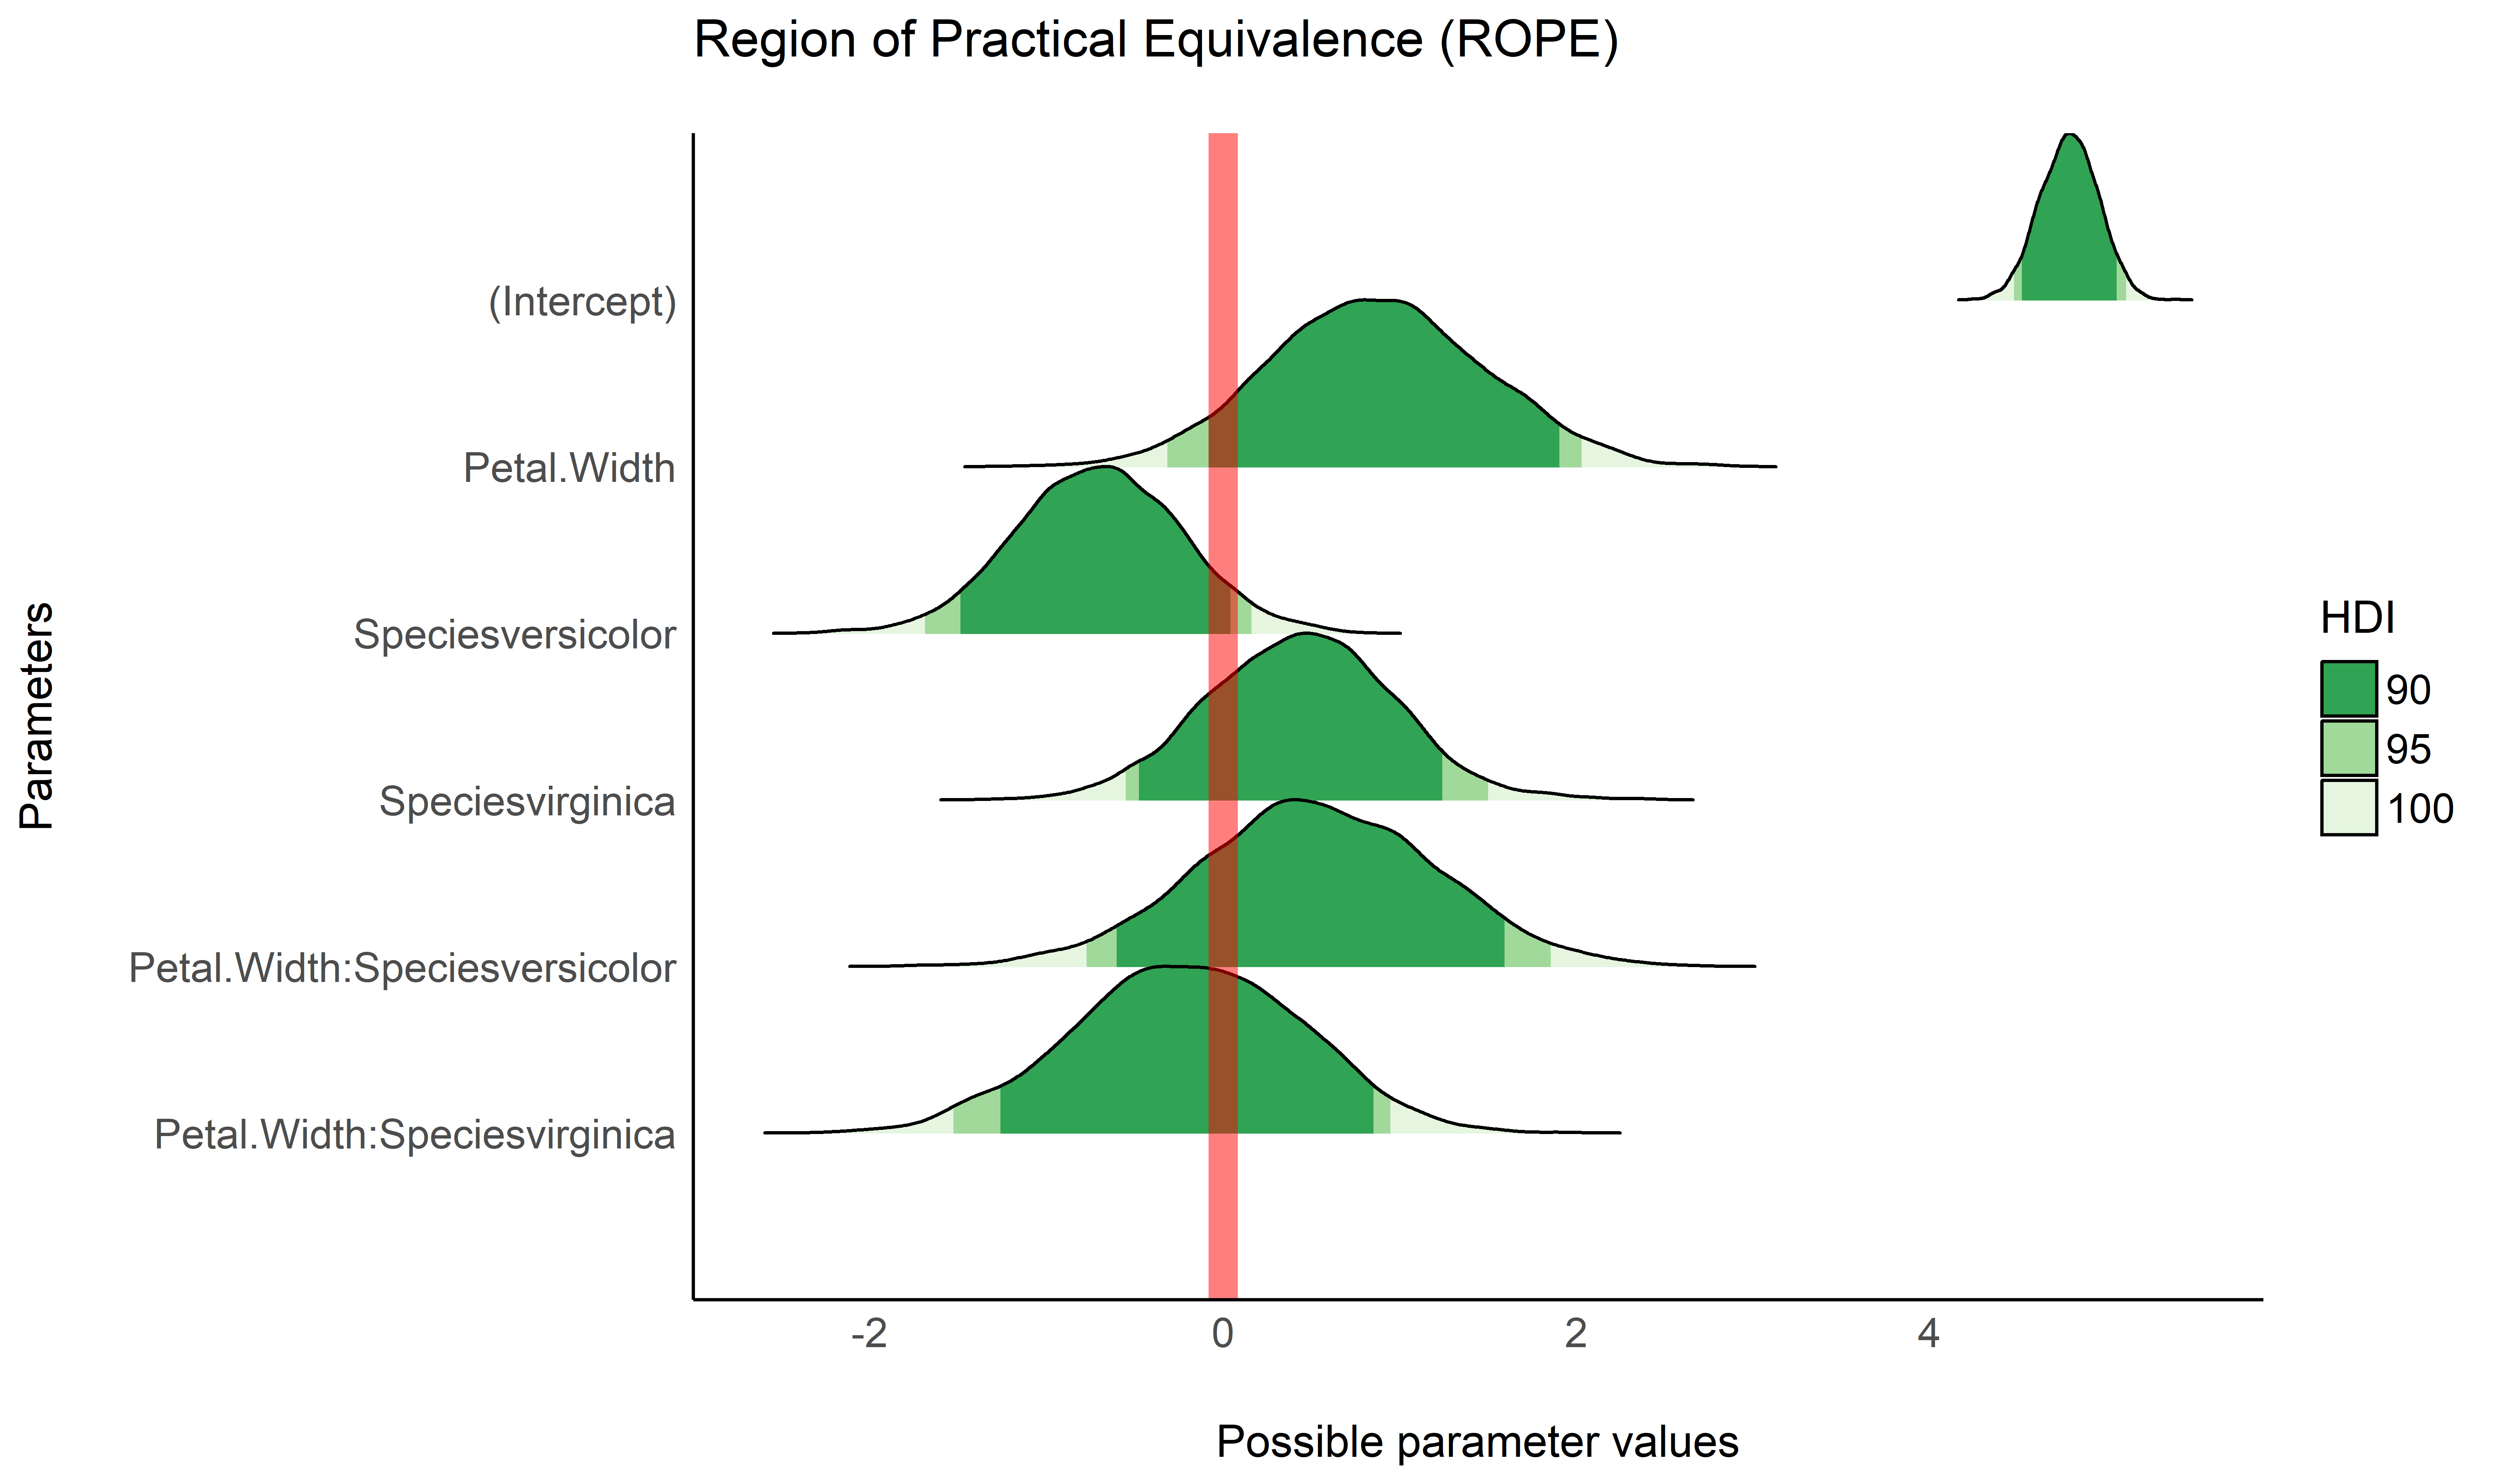 Region of Practical Equivalence (ROPE)
Parameters
(Intercept)
Petal.Width
Speciesversicolor
Speciesvirginica
Petal.Width:Speciesversicolor
Petal.Width:Speciesvirginica
-2 0 2 4
Possible parameter values
HDI
90
95
100